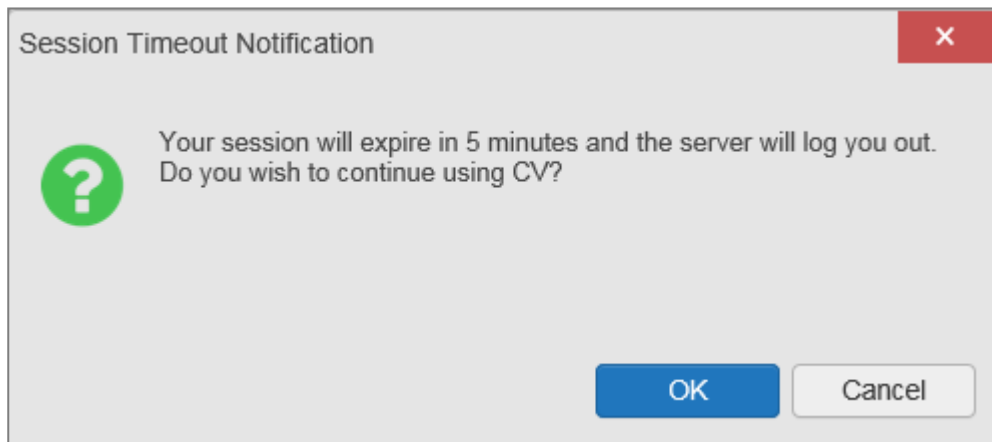 Session Timeout Notification
Your session will expire in 5 minutes and the server will log you out.
Do you wish to continue using CV?
OK
Cancel